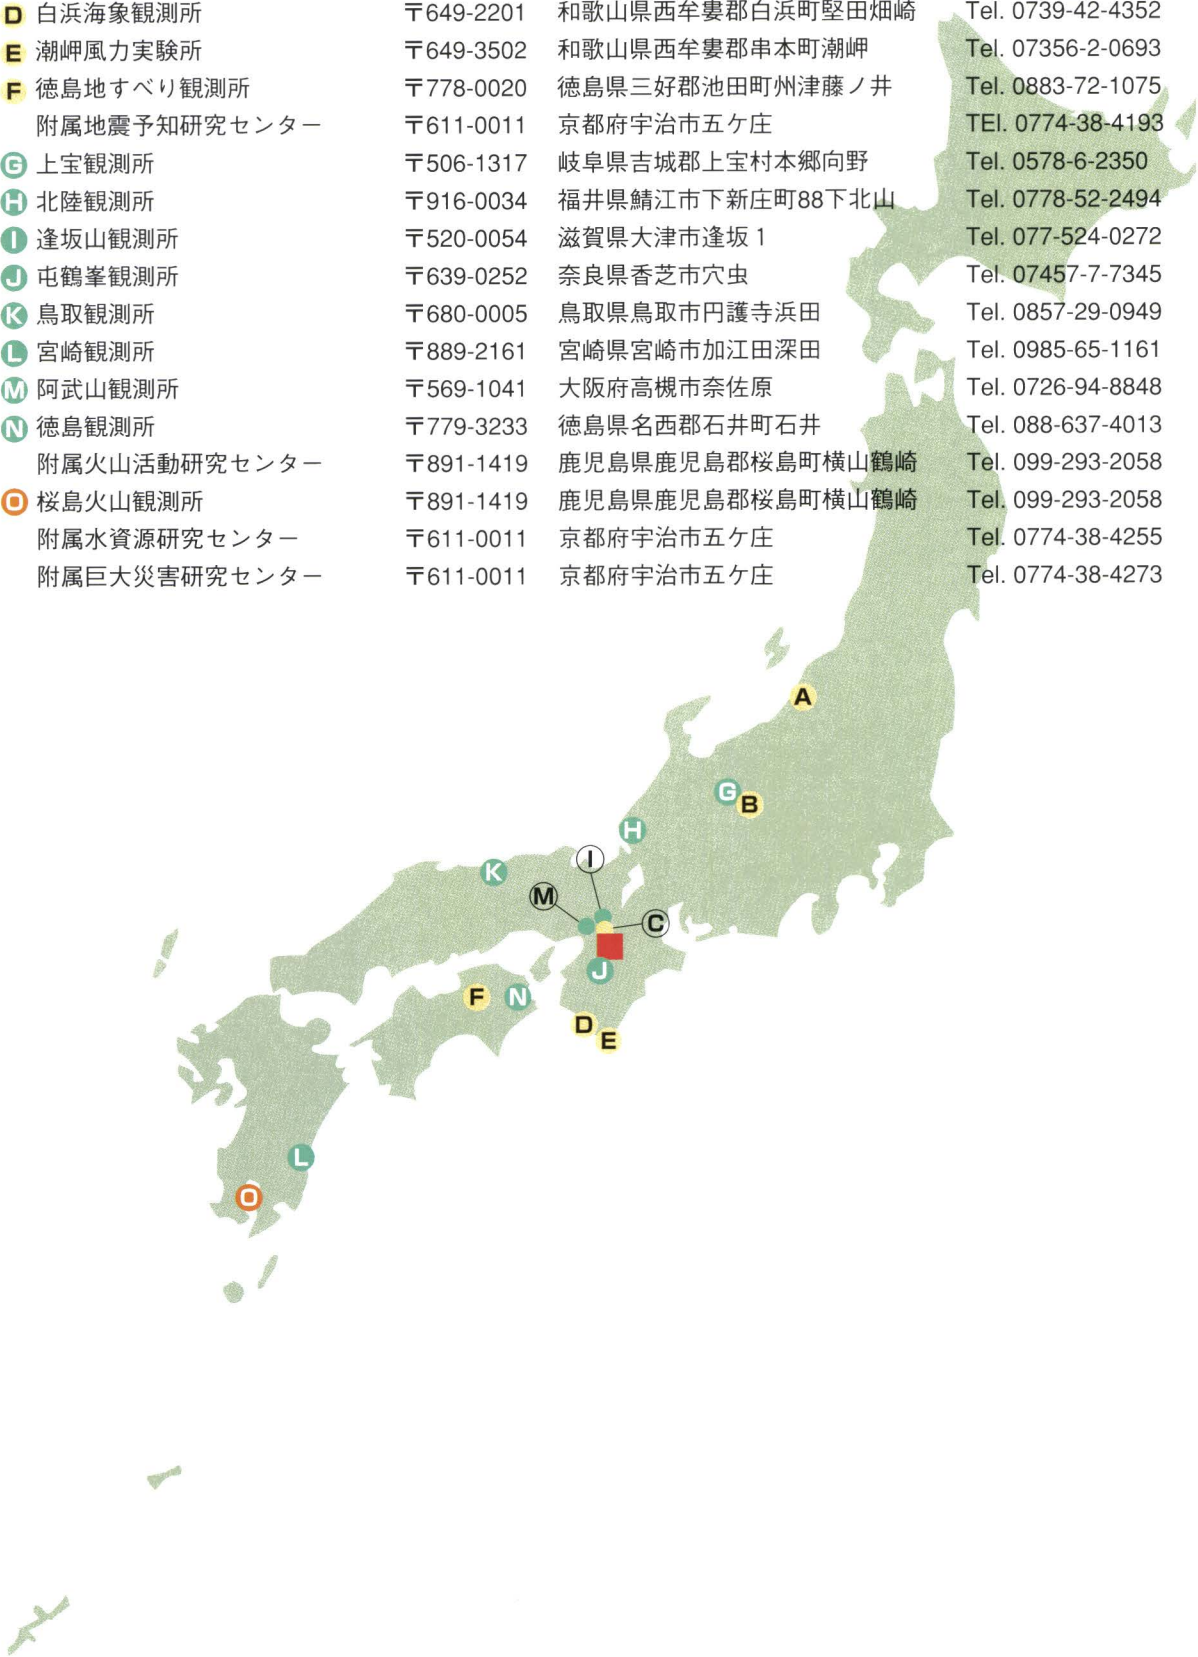 D 白浜海象観測所 〒649-2201 和歌山県西牟婁郡白浜町堅田畑崎 Tel. 0739-42-4352
E 潮岬風力実験所 〒649-3502 和歌山県西牟婁郡串本町潮岬 Tel. 07356-2-0693
F 徳島地すべり観測所 〒778-0020 徳島県三好郡池田町州津藤ノ井 Tel. 0883-72-1075
附属地震予知研究センター 〒611-0011 京都府宇治市五ケ庄 TEl. 0774-38-4193
G 上宝観測所 〒506-1317 岐阜県吉城郡上宝村本郷向野 Tel. 0578-6-2350
H 北陸観測所 〒916-0034 福井県鯖江市下新庄町88下北山 Tel. 0778-52-2494
I 逢坂山観測所 〒520-0054 滋賀県大津市逢坂1 Tel. 077-524-0272
J 屯鶴峯観測所 〒639-0252 奈良県香芝市穴虫 Tel. 07457-7-7345
K 鳥取観測所 〒680-0005 鳥取県鳥取市円護寺浜田 Tel. 0857-29-0949
L 宮崎観測所 〒889-2161 宮崎県宮崎市加江田深田 Tel. 0985-65-1161
M 阿武山観測所 〒569-1041 大阪府高槻市奈佐原 Tel. 0726-94-8848
N 徳島観測所 〒779-3233 徳島県名西郡石井町石井 Tel. 088-637-4013
附属火山活動研究センター 〒891-1419 鹿児島県鹿児島郡桜島町横山鶴崎 Tel. 099-293-2058
O 桜島火山観測所 〒891-1419 鹿児島県鹿児島郡桜島町横山鶴崎 Tel. 099-293-2058
附属水資源研究センター 〒611-0011 京都府宇治市五ケ庄 Tel. 0774-38-4255
附属巨大災害研究センター 〒611-0011 京都府宇治市五ケ庄 Tel. 0774-38-4273
A
G
B
H
I
K
M
C
J
F
N
D
E
L
O